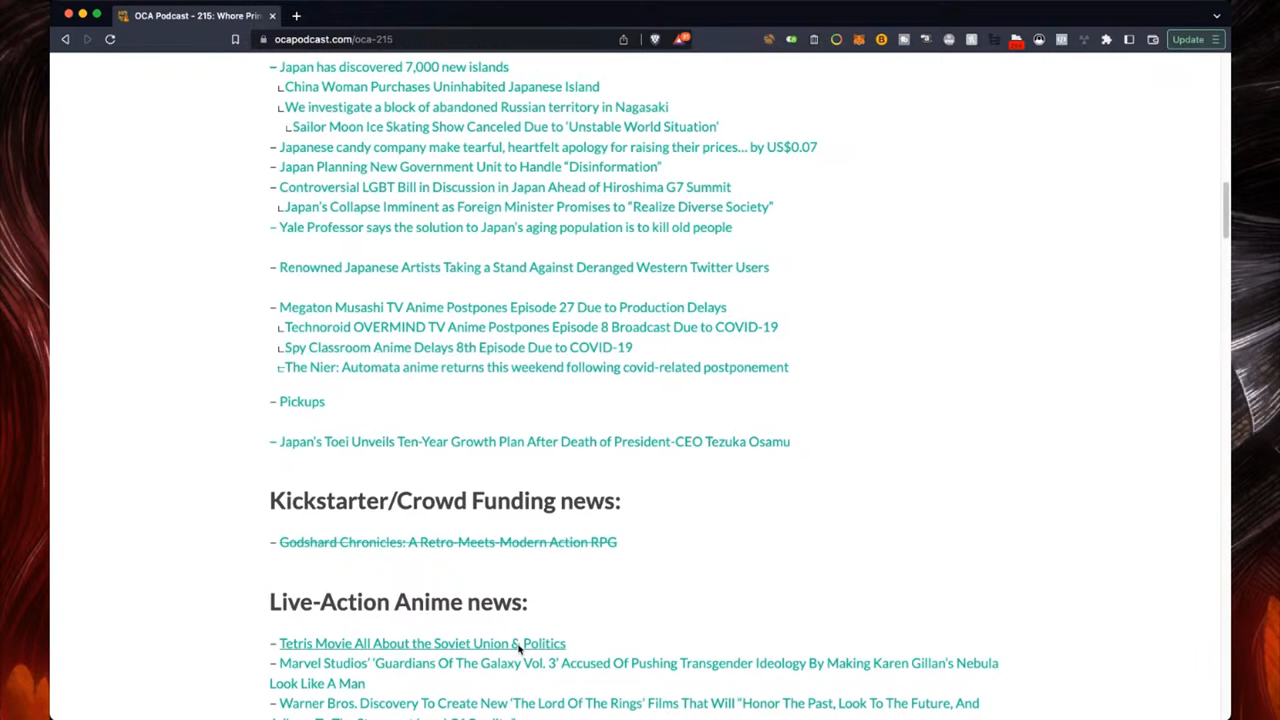 OCA Podcast - 215: Whore Prin
ocapodcast.com/oca-215
Update
– Japan has discovered 7,000 new islands
China Woman Purchases Uninhabited Japanese Island
We investigate a block of abandoned Russian territory in Nagasaki
Sailor Moon Ice Skating Show Canceled Due to ‘Unstable World Situation’
– Japanese candy company make tearful, heartfelt apology for raising their prices… by US$0.07
– Japan Planning New Government Unit to Handle “Disinformation”
– Controversial LGBT Bill in Discussion in Japan Ahead of Hiroshima G7 Summit
Japan’s Collapse Imminent as Foreign Minister Promises to “Realize Diverse Society”
– Yale Professor says the solution to Japan’s aging population is to kill old people
– Renowned Japanese Artists Taking a Stand Against Deranged Western Twitter Users
– Megaton Musashi TV Anime Postpones Episode 27 Due to Production Delays
Technoroid OVERMIND TV Anime Postpones Episode 8 Broadcast Due to COVID-19
Spy Classroom Anime Delays 8th Episode Due to COVID-19
The Nier: Automata anime returns this weekend following covid-related postponement
– Pickups
– Japan’s Toei Unveils Ten-Year Growth Plan After Death of President-CEO Tezuka Osamu
Kickstarter/Crowd Funding news:
– Godshard Chronicles: A Retro-Meets-Modern Action RPG
Live-Action Anime news:
– Tetris Movie All About the Soviet Union & Politics
– Marvel Studios’ ‘Guardians Of The Galaxy Vol. 3’ Accused Of Pushing Transgender Ideology By Making Karen Gillan’s Nebula
Look Like A Man
– Warner Bros. Discovery To Create New ‘The Lord Of The Rings’ Films That Will “Honor The Past, Look To The Future, And